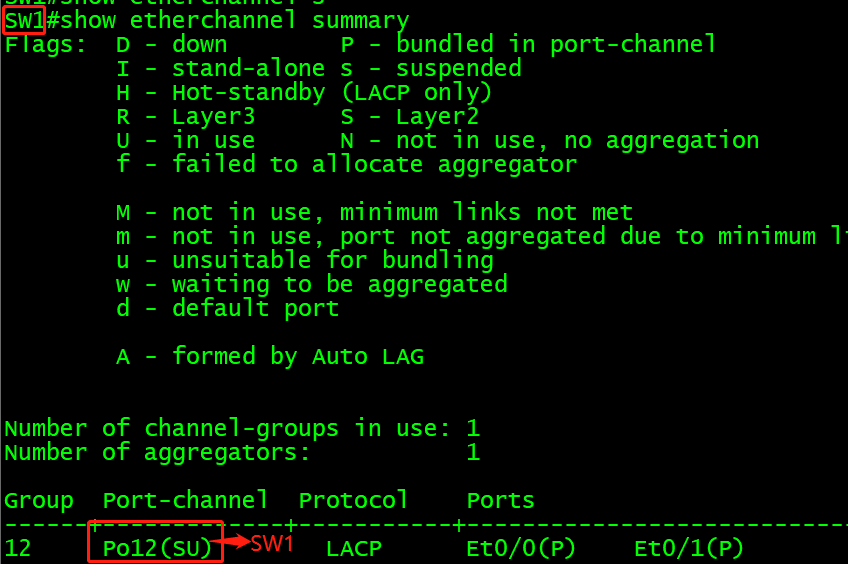 SW1#show etherchannel s
SW1#show etherchannel summary
Flags:  D - down        P - bundled in port-channel
        I - stand-alone s - suspended
        H - Hot-standby (LACP only)
        R - Layer3      S - Layer2
        U - in use      N - not in use, no aggregation
        f - failed to allocate aggregator
        M - not in use, minimum links not met
        m - not in use, port not aggregated due to minimum li
        u - unsuitable for bundling
        w - waiting to be aggregated
        d - default port
        A - formed by Auto LAG
Number of channel-groups in use: 1
Number of aggregators:           1
Group  Port-channel  Protocol    Ports
------+-------------+-----------+----------------------------
12     Po12(SU) SW1  LACP      Et0/0(P)    Et0/1(P)